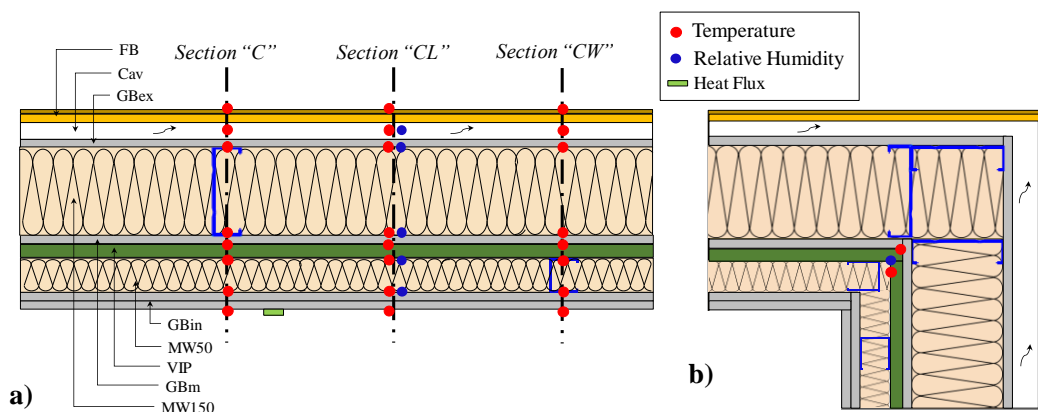 FB
Cav
GBex
Section “C”
Section “CL”
Section “CW”
Temperature
Relative Humidity
Heat Flux
GBin
MW50
VIP
GBm
MW150
a)
b)